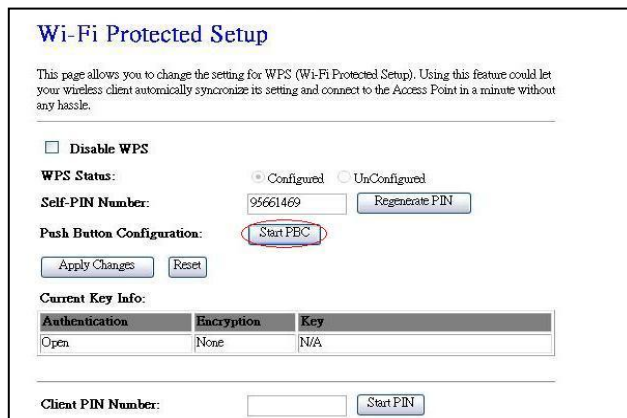 Wi-Fi Protected Setup
This page allows you to change the setting for WPS (Wi-Fi Protected Setup). Using this feature could let
your wireless client automically syncronize its setting and connect to the Access Point in a minute without
any hassle.
Disable WPS
WPS Status: Configured UnConfigured
Self-PIN Number: 95661469 Regenerate PIN
Push Button Configuration: Start PBC
Apply Changes Reset
Current Key Info:
Authentication Encryption Key
Open None N/A
Client PIN Number: Start PIN